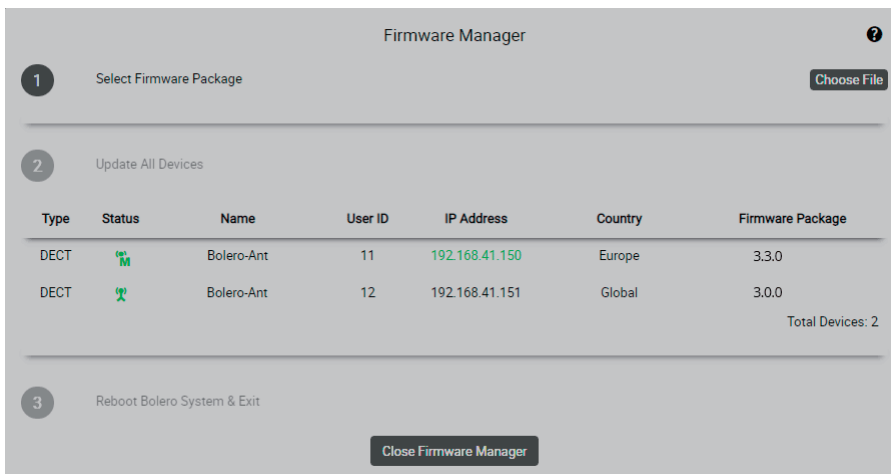 Firmware Manager
?
1 Select Firmware Package Choose File
2 Update All Devices
Type Status Name User ID IP Address Country Firmware Package
DECT M Bolero-Ant 11 192.168.41.150 Europe 3.3.0
DECT Bolero-Ant 12 192.168.41.151 Global 3.0.0
Total Devices: 2
3 Reboot Bolero System & Exit
Close Firmware Manager